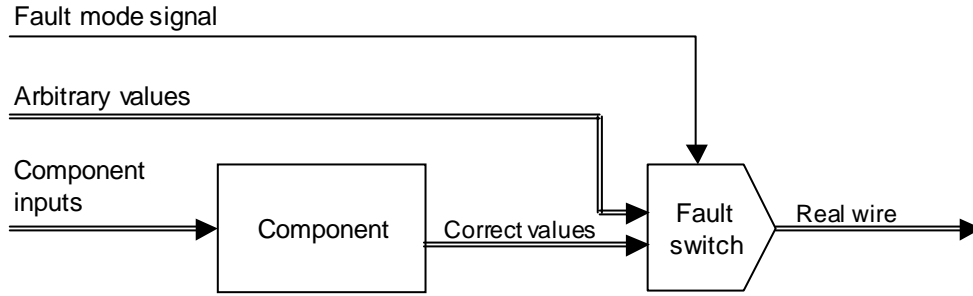 Fault mode signal
Arbitrary values
Component
inputs
Component
Correct values
Fault
switch
Real wire